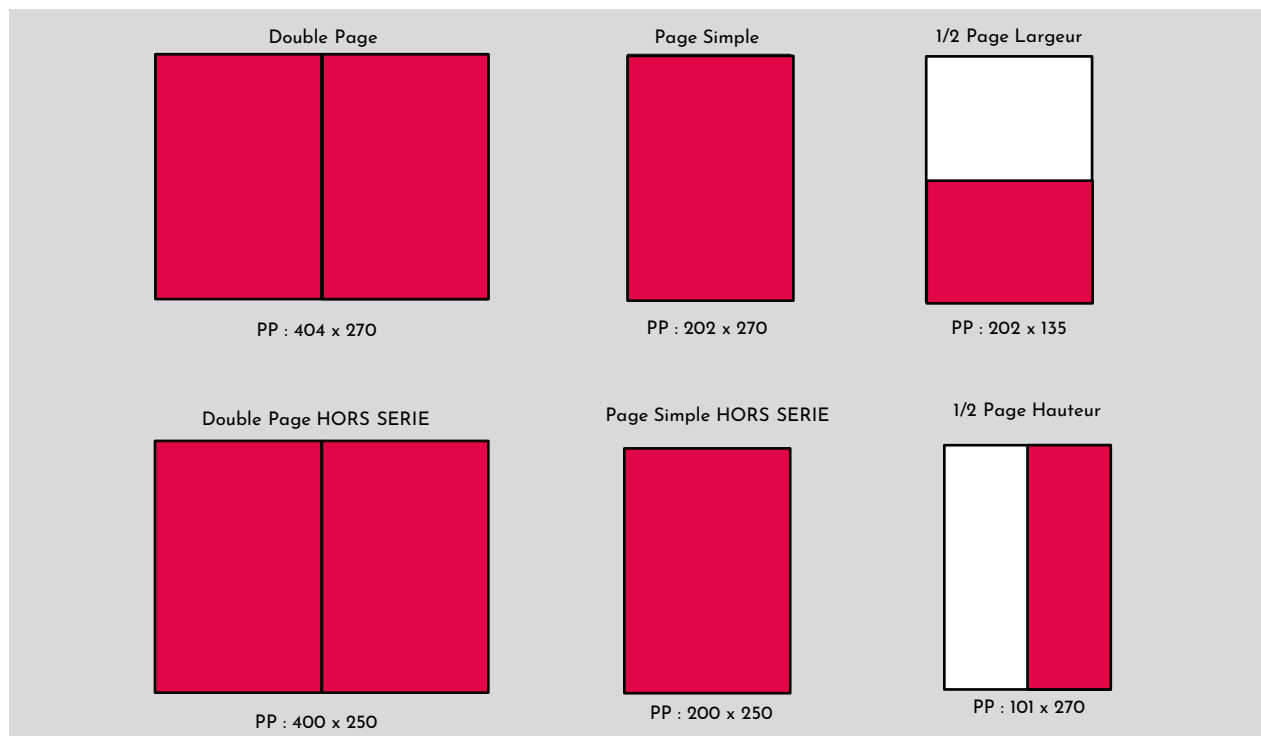 Double Page
Page Simple
1/2 Page Largeur
PP : 404 x 270
PP : 202 x 270
PP : 202 x 135
Double Page HORS SERIE
Page Simple HORS SERIE
1/2 Page Hauteur
PP : 400 x 250
PP : 200 x 250
PP : 101 x 270